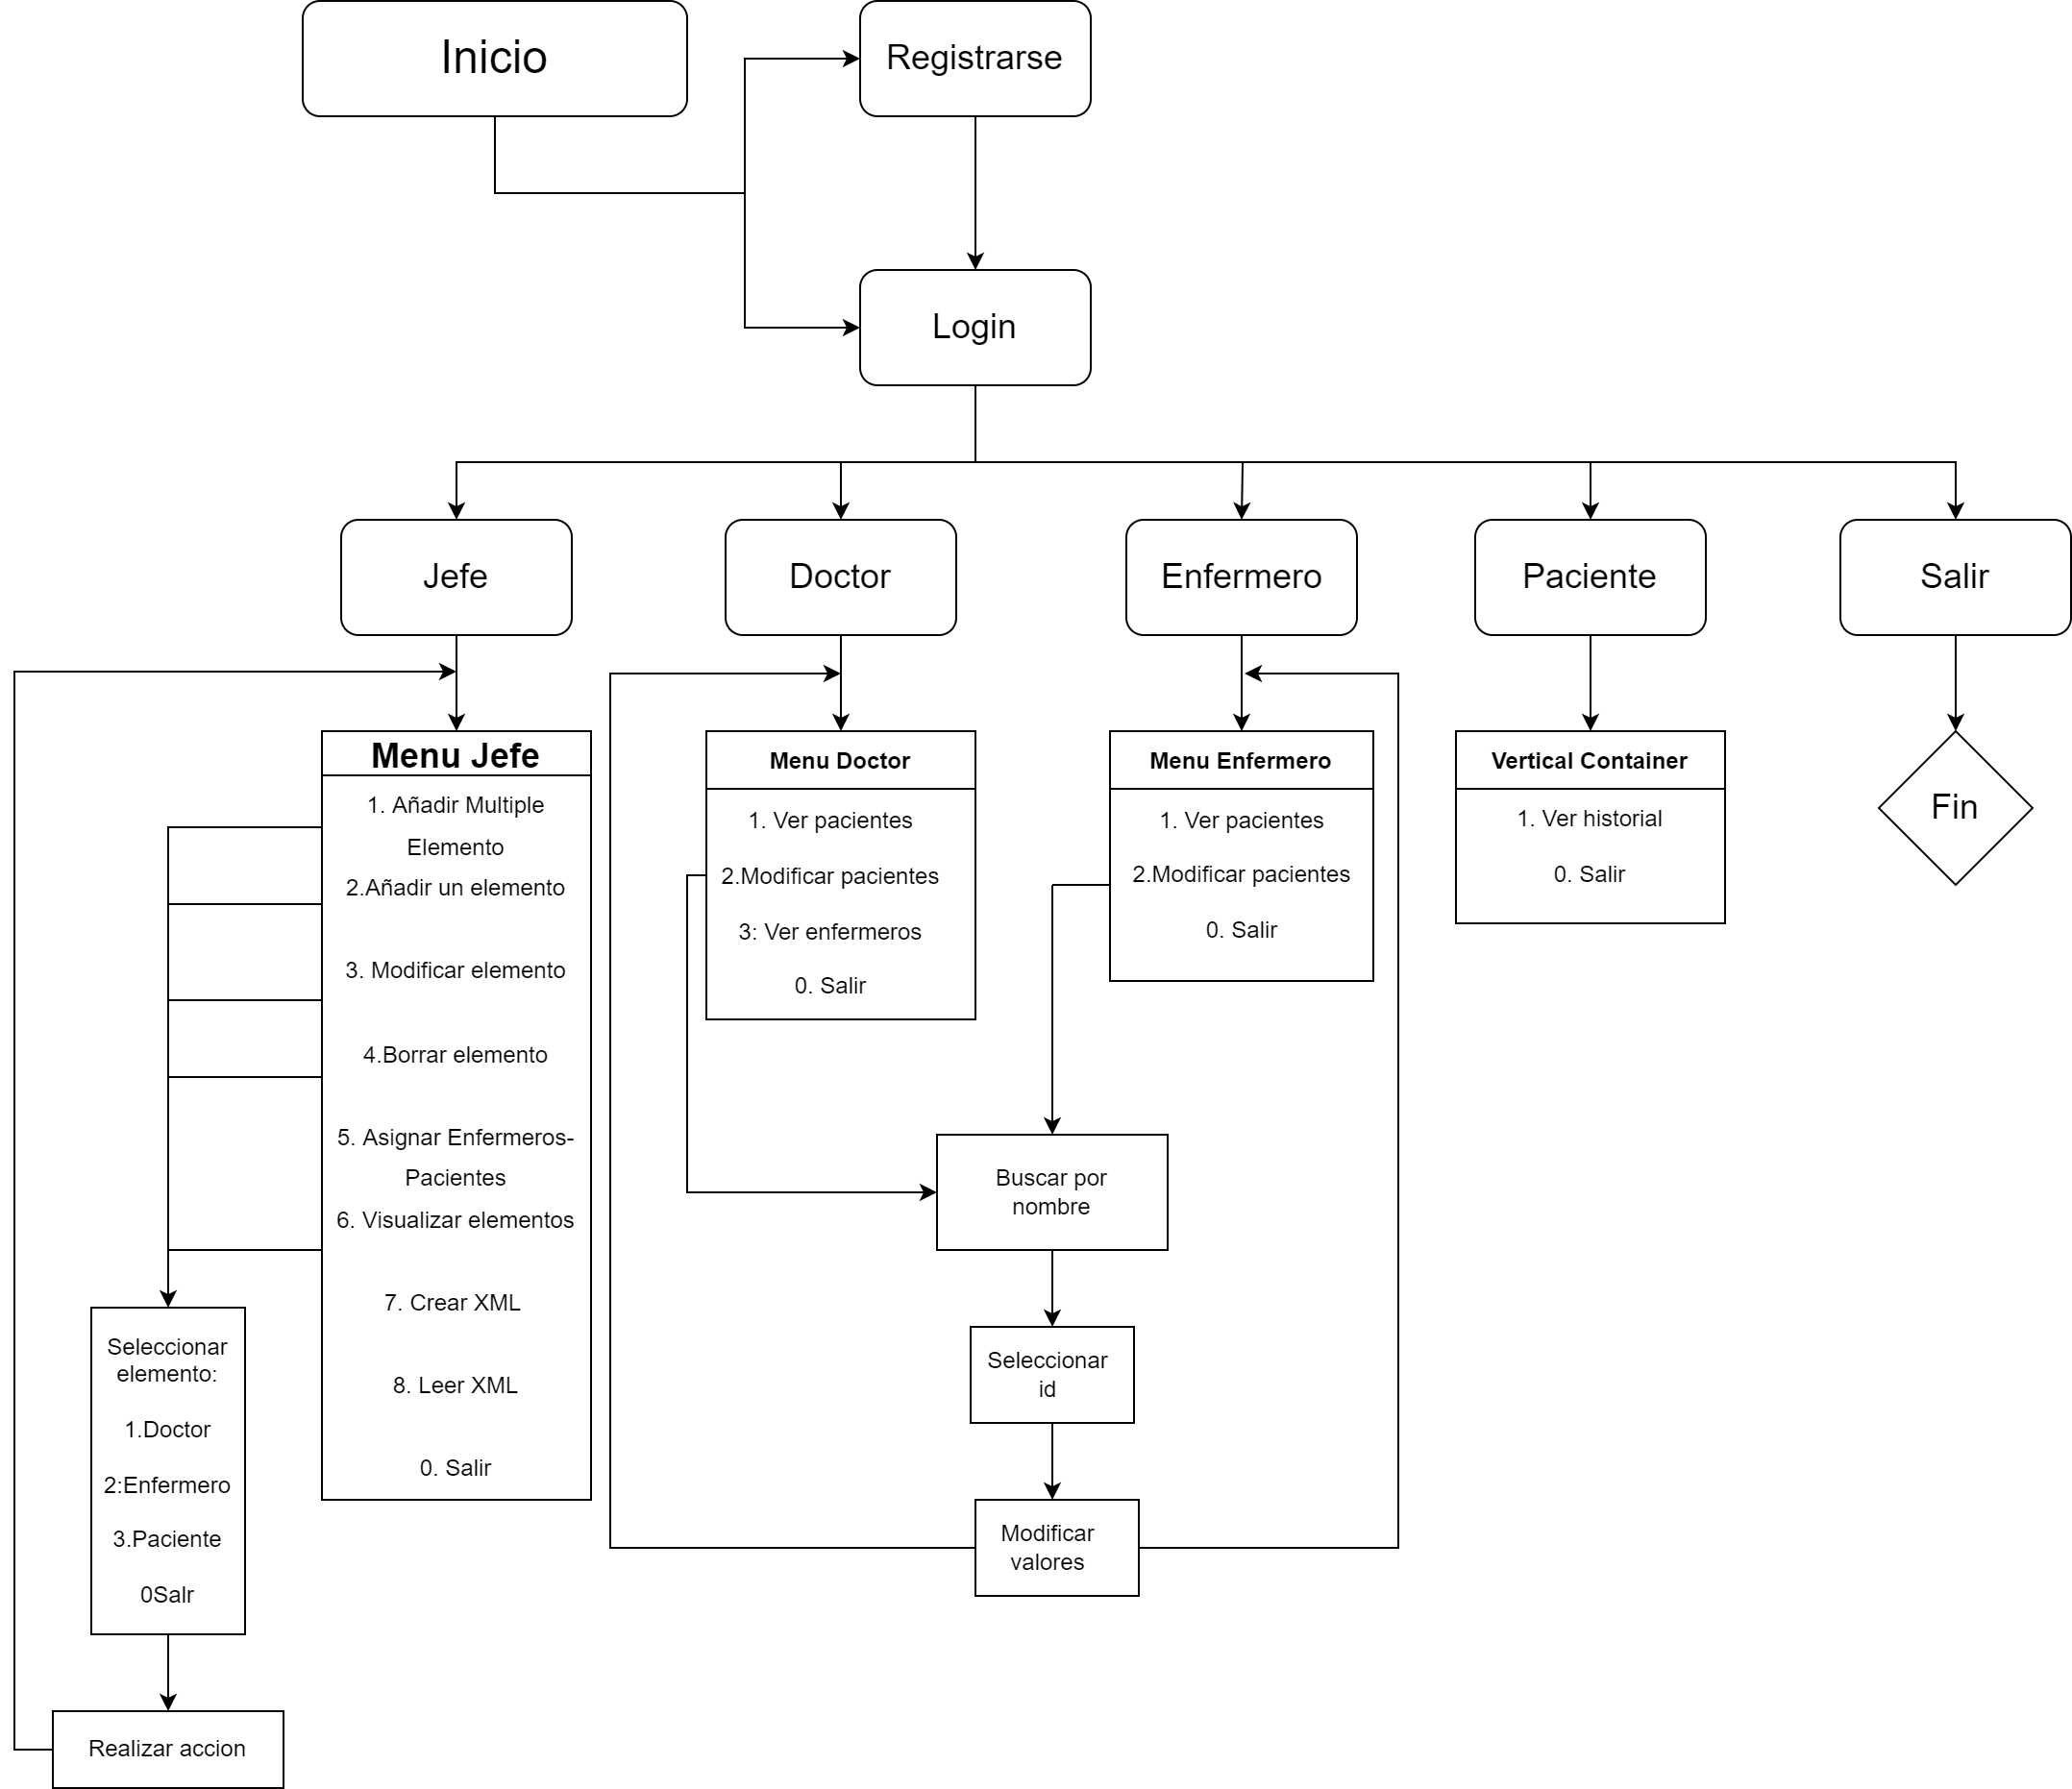 Inicio
Registrarse
Login
Jefe
Doctor
Enfermero
Paciente
Salir
Menu Jefe
1. Añadir Multiple
Elemento
2.Añadir un elemento
3. Modificar elemento
4.Borrar elemento
5. Asignar Enfermeros-
Pacientes
6. Visualizar elementos
7. Crear XML
8. Leer XML
0. Salir
Menu Doctor
1. Ver pacientes
2.Modificar pacientes
3: Ver enfermeros
0. Salir
Menu Enfermero
1. Ver pacientes
2.Modificar pacientes
0. Salir
Vertical Container
1. Ver historial
0. Salir
Fin
Buscar por
nombre
Seleccionar
id
Modificar
valores
Seleccionar
elemento:
1.Doctor
2:Enfermero
3.Paciente
0Salr
Realizar accion